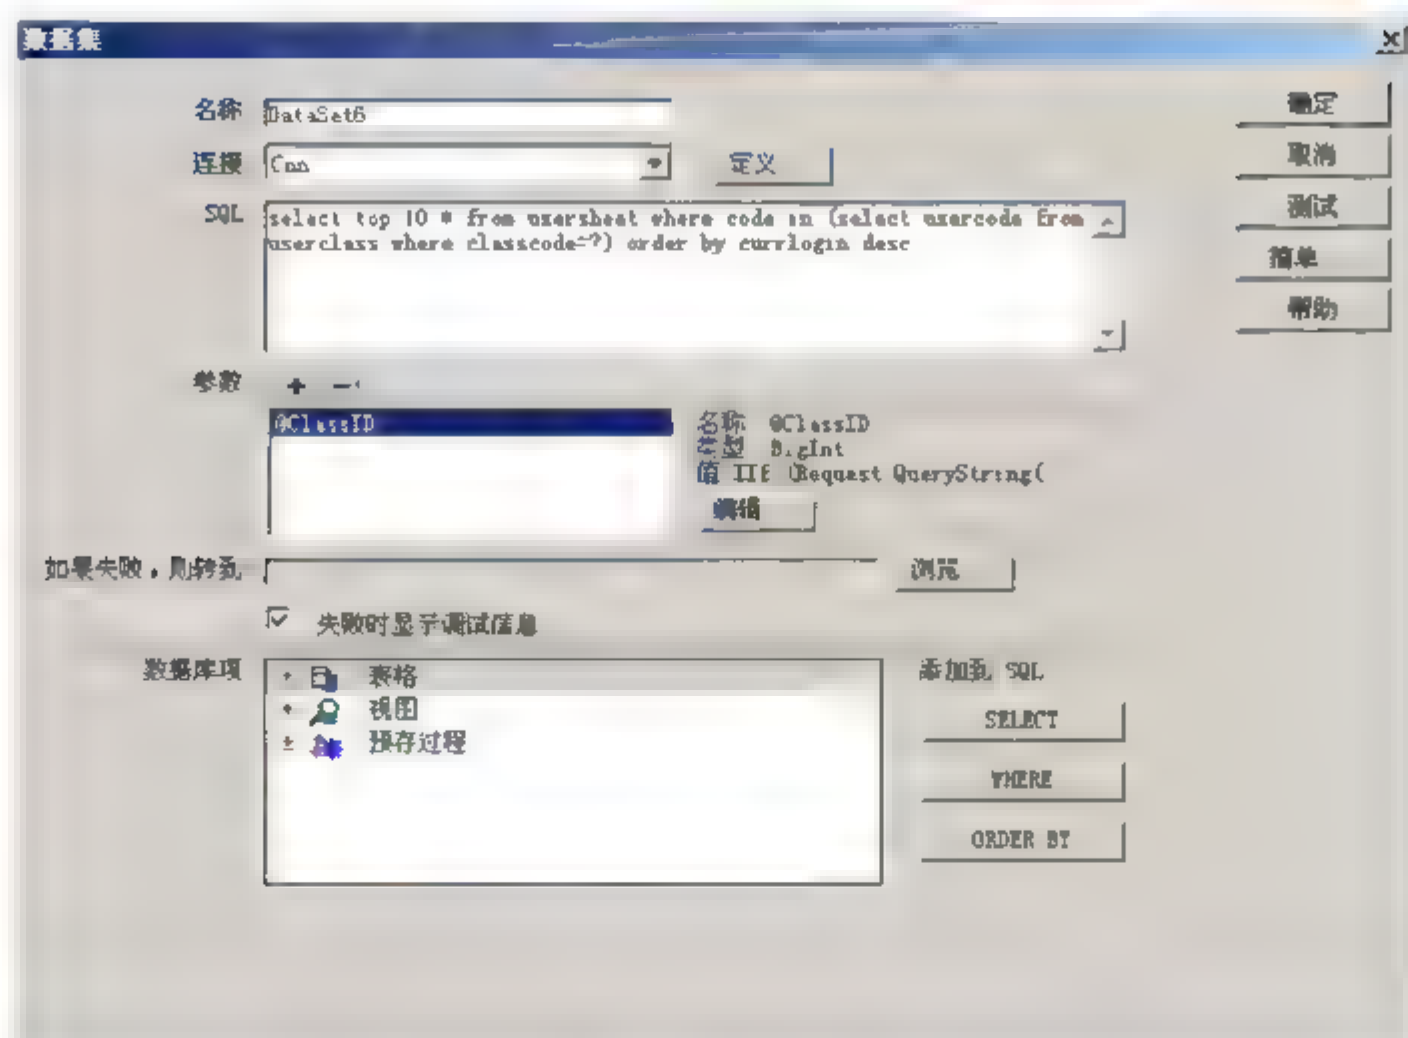 数据集
名称 DataSet6
确定
连接 Cnn 定义
取消
SQL select top 10 * from usersheet where code in (select usercode from
userclass where classcode=?) order by currlogin desc
测试
简单
帮助
参数 + -
@ClassID
名称 @ClassID
类型 BigInt
值 IIF (Request QueryString(
编辑
如果失败，则转到 浏览
失败时显示调试信息
数据库项
表格
视图
预存过程
添加到 SQL
SELECT
WHERE
ORDER BY